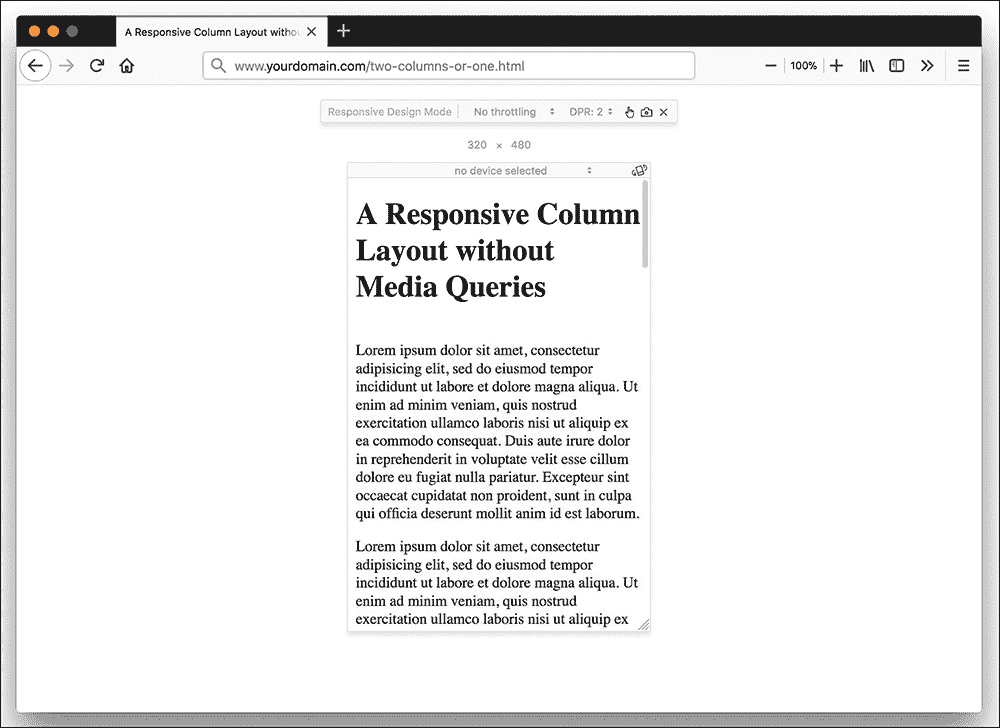 A Responsive Column Layout witho
www.yourdomain.com/two-columns-or-one.html
100%
Responsive Design Mode No throttling DPR: 2
320 × 480
no device selected
A Responsive Column
Layout without
Media Queries
Lorem ipsum dolor sit amet, consectetur
adipisicing elit, sed do eiusmod tempor
incididunt ut labore et dolore magna aliqua. Ut
enim ad minim veniam, quis nostrud
exercitation ullamco laboris nisi ut aliquip ex
ea commodo consequat. Duis aute irure dolor
in reprehenderit in voluptate velit esse cillum
dolore eu fugiat nulla pariatur. Excepteur sint
occaecat cupidatat non proident, sunt in culpa
qui officia deserunt mollit anim id est laborum.
Lorem ipsum dolor sit amet, consectetur
adipisicing elit, sed do eiusmod tempor
incididunt ut labore et dolore magna aliqua. Ut
enim ad minim veniam, quis nostrud
exercitation ullamco laboris nisi ut aliquip ex